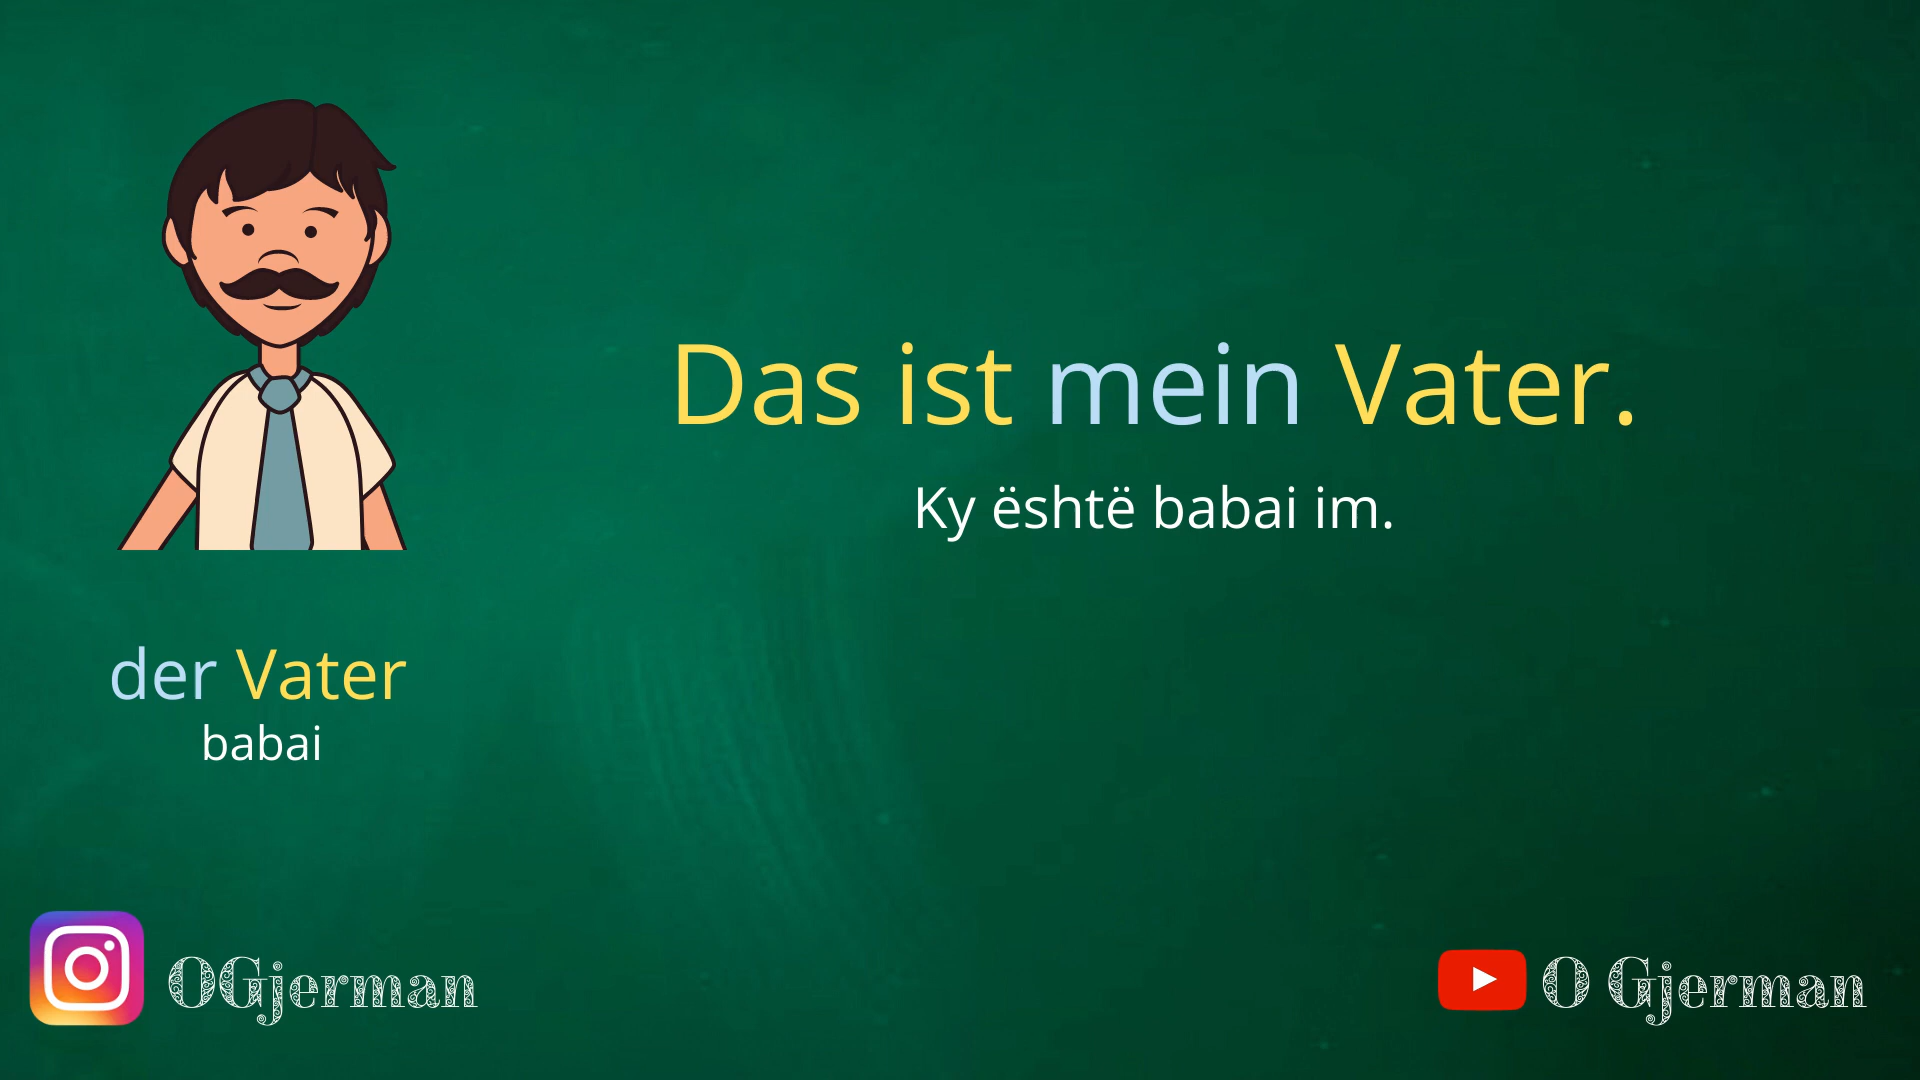 Das ist mein Vater.
Ky është babai im.
der Vater
babai
OGjerman
O Gjerman